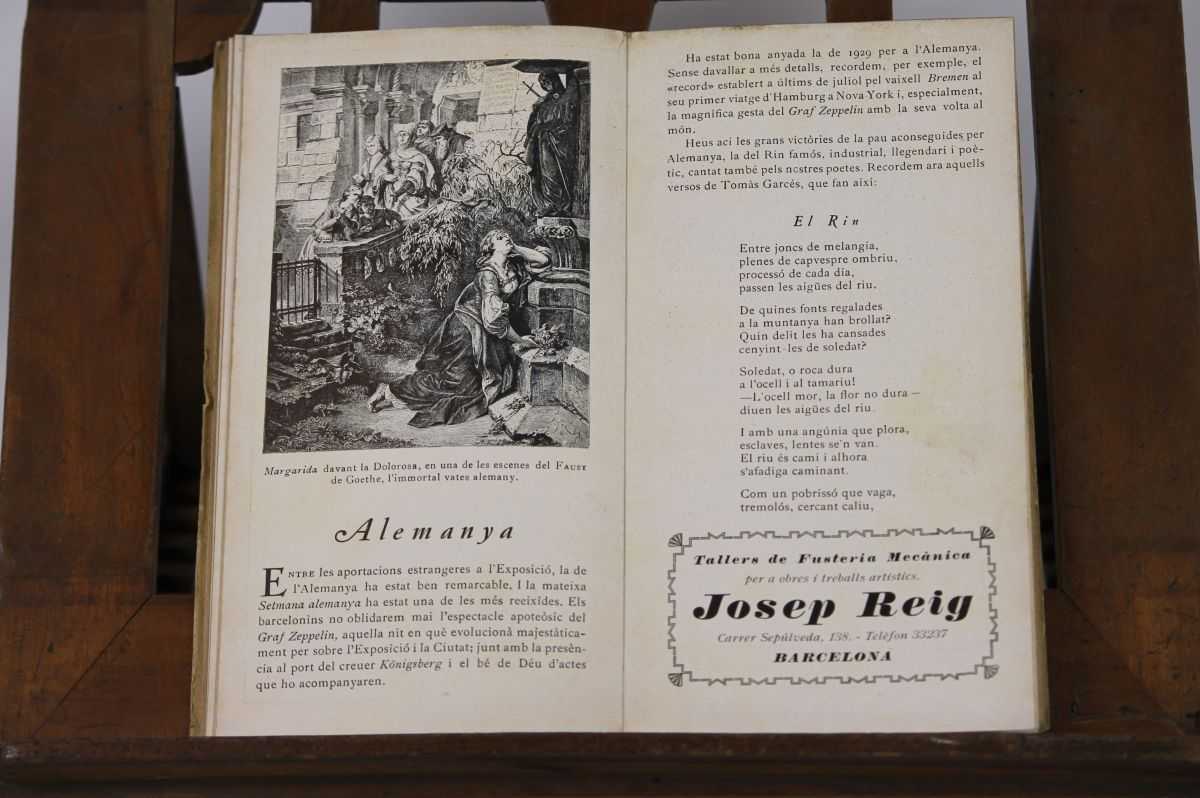 Margarida davant la Dolorosa, en una de les escenes del FAUST
de Goethe, l'immortal vates alemany.
Alemanya
ENTRE les aportacions estrangeres a l'Exposició, la de
l'Alemanya ha estat ben remarcable. I la mateixa
Setmana alemanya ha estat una de les més reeixides. Els
barcelonins no oblidarem mai l'espectacle apoteòsic del
Graf Zeppelin, aquella nit en què evolucionà majestàtica-
ment per sobre l'Exposició i la Ciutat; junt amb la presèn-
cia al port del creuer Königsberg i el bé de Déu d'actes
que ho acompanyaren.
Ha estat bona anyada la de 1929 per a l'Alemanya.
Sense davallar a més detalls, recordem, per exemple, el
«record» establert a últims de juliol pel vaixell Bremen al
seu primer viatge d'Hamburg a Nova York i, especialment,
la magnífica gesta del Graf Zeppelin amb la seva volta al
món.
Heus ací les grans victòries de la pau aconseguides per
Alemanya, la del Rin famós, industrial, llegendari i poè-
tic, cantat també pels nostres poetes. Recordem ara aquells
versos de Tomàs Garcés, que fan així:
El Rin
Entre joncs de melangia,
plenes de capvespre ombriu,
processó de cada dia,
passen les aigües del riu.
De quines fonts regalades
a la muntanya han brollat?
Quin delit les ha cansades
cenyint-les de soledat?
Soledat, o roca dura
a l'ocell i al tamariu!
—L'ocell mor, la flor no dura—
diuen les aigües del riu.
I amb una angúnia que plora,
esclaves, lentes se'n van.
El riu és camí i alhora
s'afadiga caminant.
Com un pobrissó que vaga,
tremolós, cercant caliu,
Tallers de Fusteria Mecànica
per a obres i treballs artístics.
Josep Reig
Carrer Sepúlveda, 138. - Telèfon 33237
BARCELONA